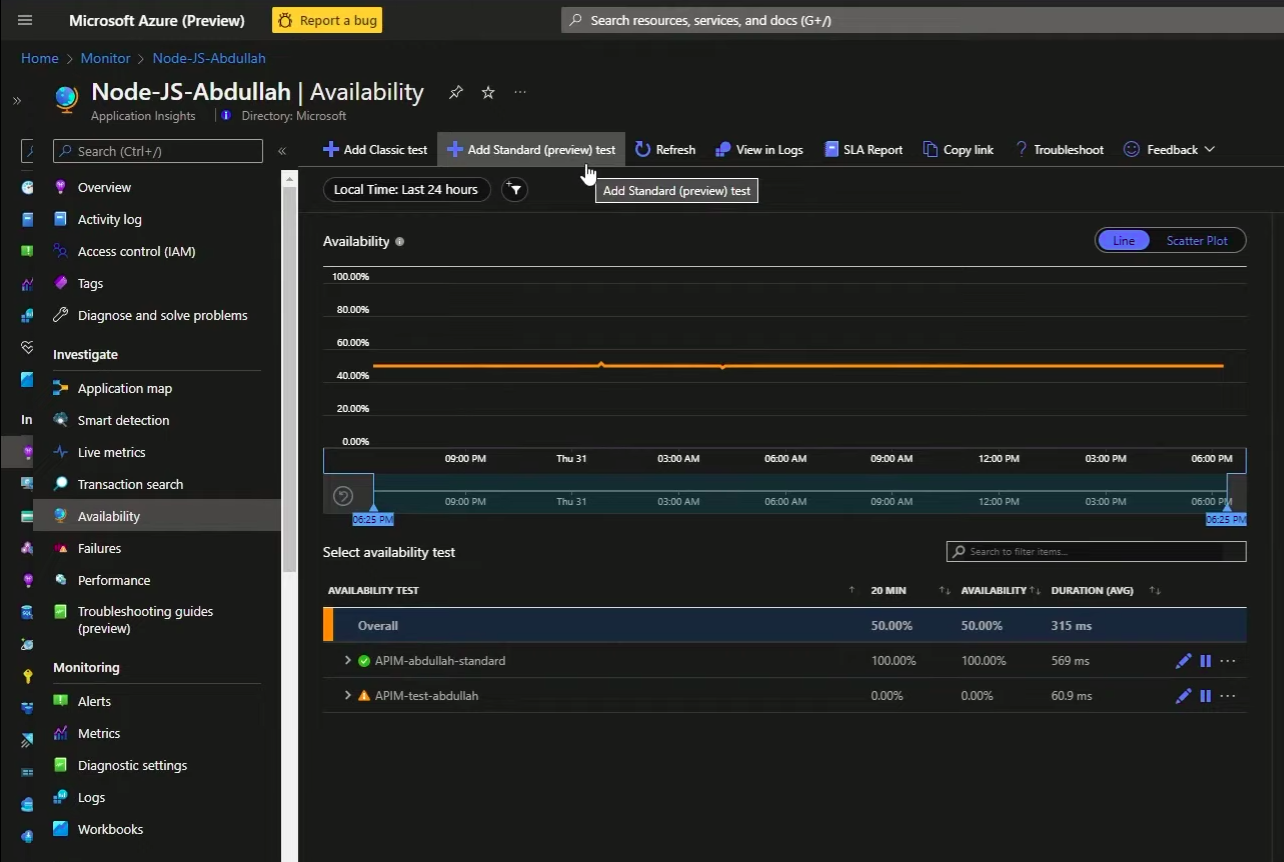 Microsoft Azure (Preview)
Report a bug
Search resources, services, and docs (G+/)
Home > Monitor > Node-JS-Abdullah
Node-JS-Abdullah | Availability
Application Insights
Directory: Microsoft
Search (Ctrl+/)
Overview
Activity log
Access control (IAM)
Tags
Diagnose and solve problems
Investigate
Application map
Smart detection
Live metrics
Transaction search
Availability
Failures
Performance
Troubleshooting guides
(preview)
Monitoring
Alerts
Metrics
Diagnostic settings
Logs
Workbooks
In
Add Classic test
Add Standard (preview) test
Refresh
View in Logs
SLA Report
Copy link
Troubleshoot
Feedback
Local Time: Last 24 hours
Add Standard (preview) test
Availability
Line
Scatter Plot
100.00%
80.00%
60.00%
40.00%
20.00%
0.00%
09:00 PM Thu 31 03:00 AM 06:00 AM 09:00 AM 12:00 PM 03:00 PM 06:00 PM
09:00 PM Thu 31 03:00 AM 06:00 AM 09:00 AM 12:00 PM 03:00 PM 06:00 PM
06:25 PM 06:25 PM
Select availability test
Search to filter items...
AVAILABILITY TEST 20 MIN AVAILABILITY DURATION (AVG)
Overall 50.00% 50.00% 315 ms
APIM-abdullah-standard 100.00% 100.00% 569 ms
APIM-test-abdullah 0.00% 0.00% 60.9 ms